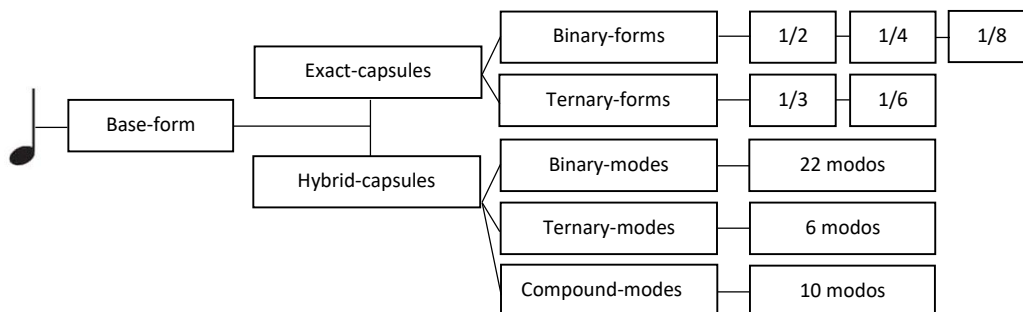 Binary-forms
1/2
1/4
1/8
Exact-capsules
Ternary-forms
1/3
1/6
Base-form
Hybrid-capsules
Binary-modes
22 modos
Ternary-modes
6 modos
Compound-modes
10 modos